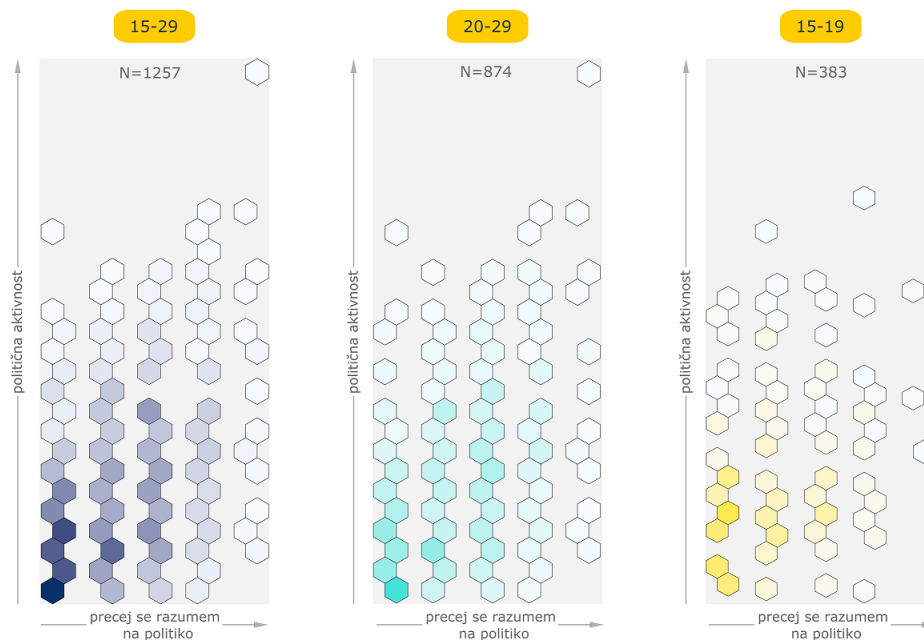 15-29
20-29
15-19
N=1257
N=874
N=383
politična aktivnost
politična aktivnost
politična aktivnost
precej se razumem
na politiko
precej se razumem
na politiko
precej se razumem
na politiko